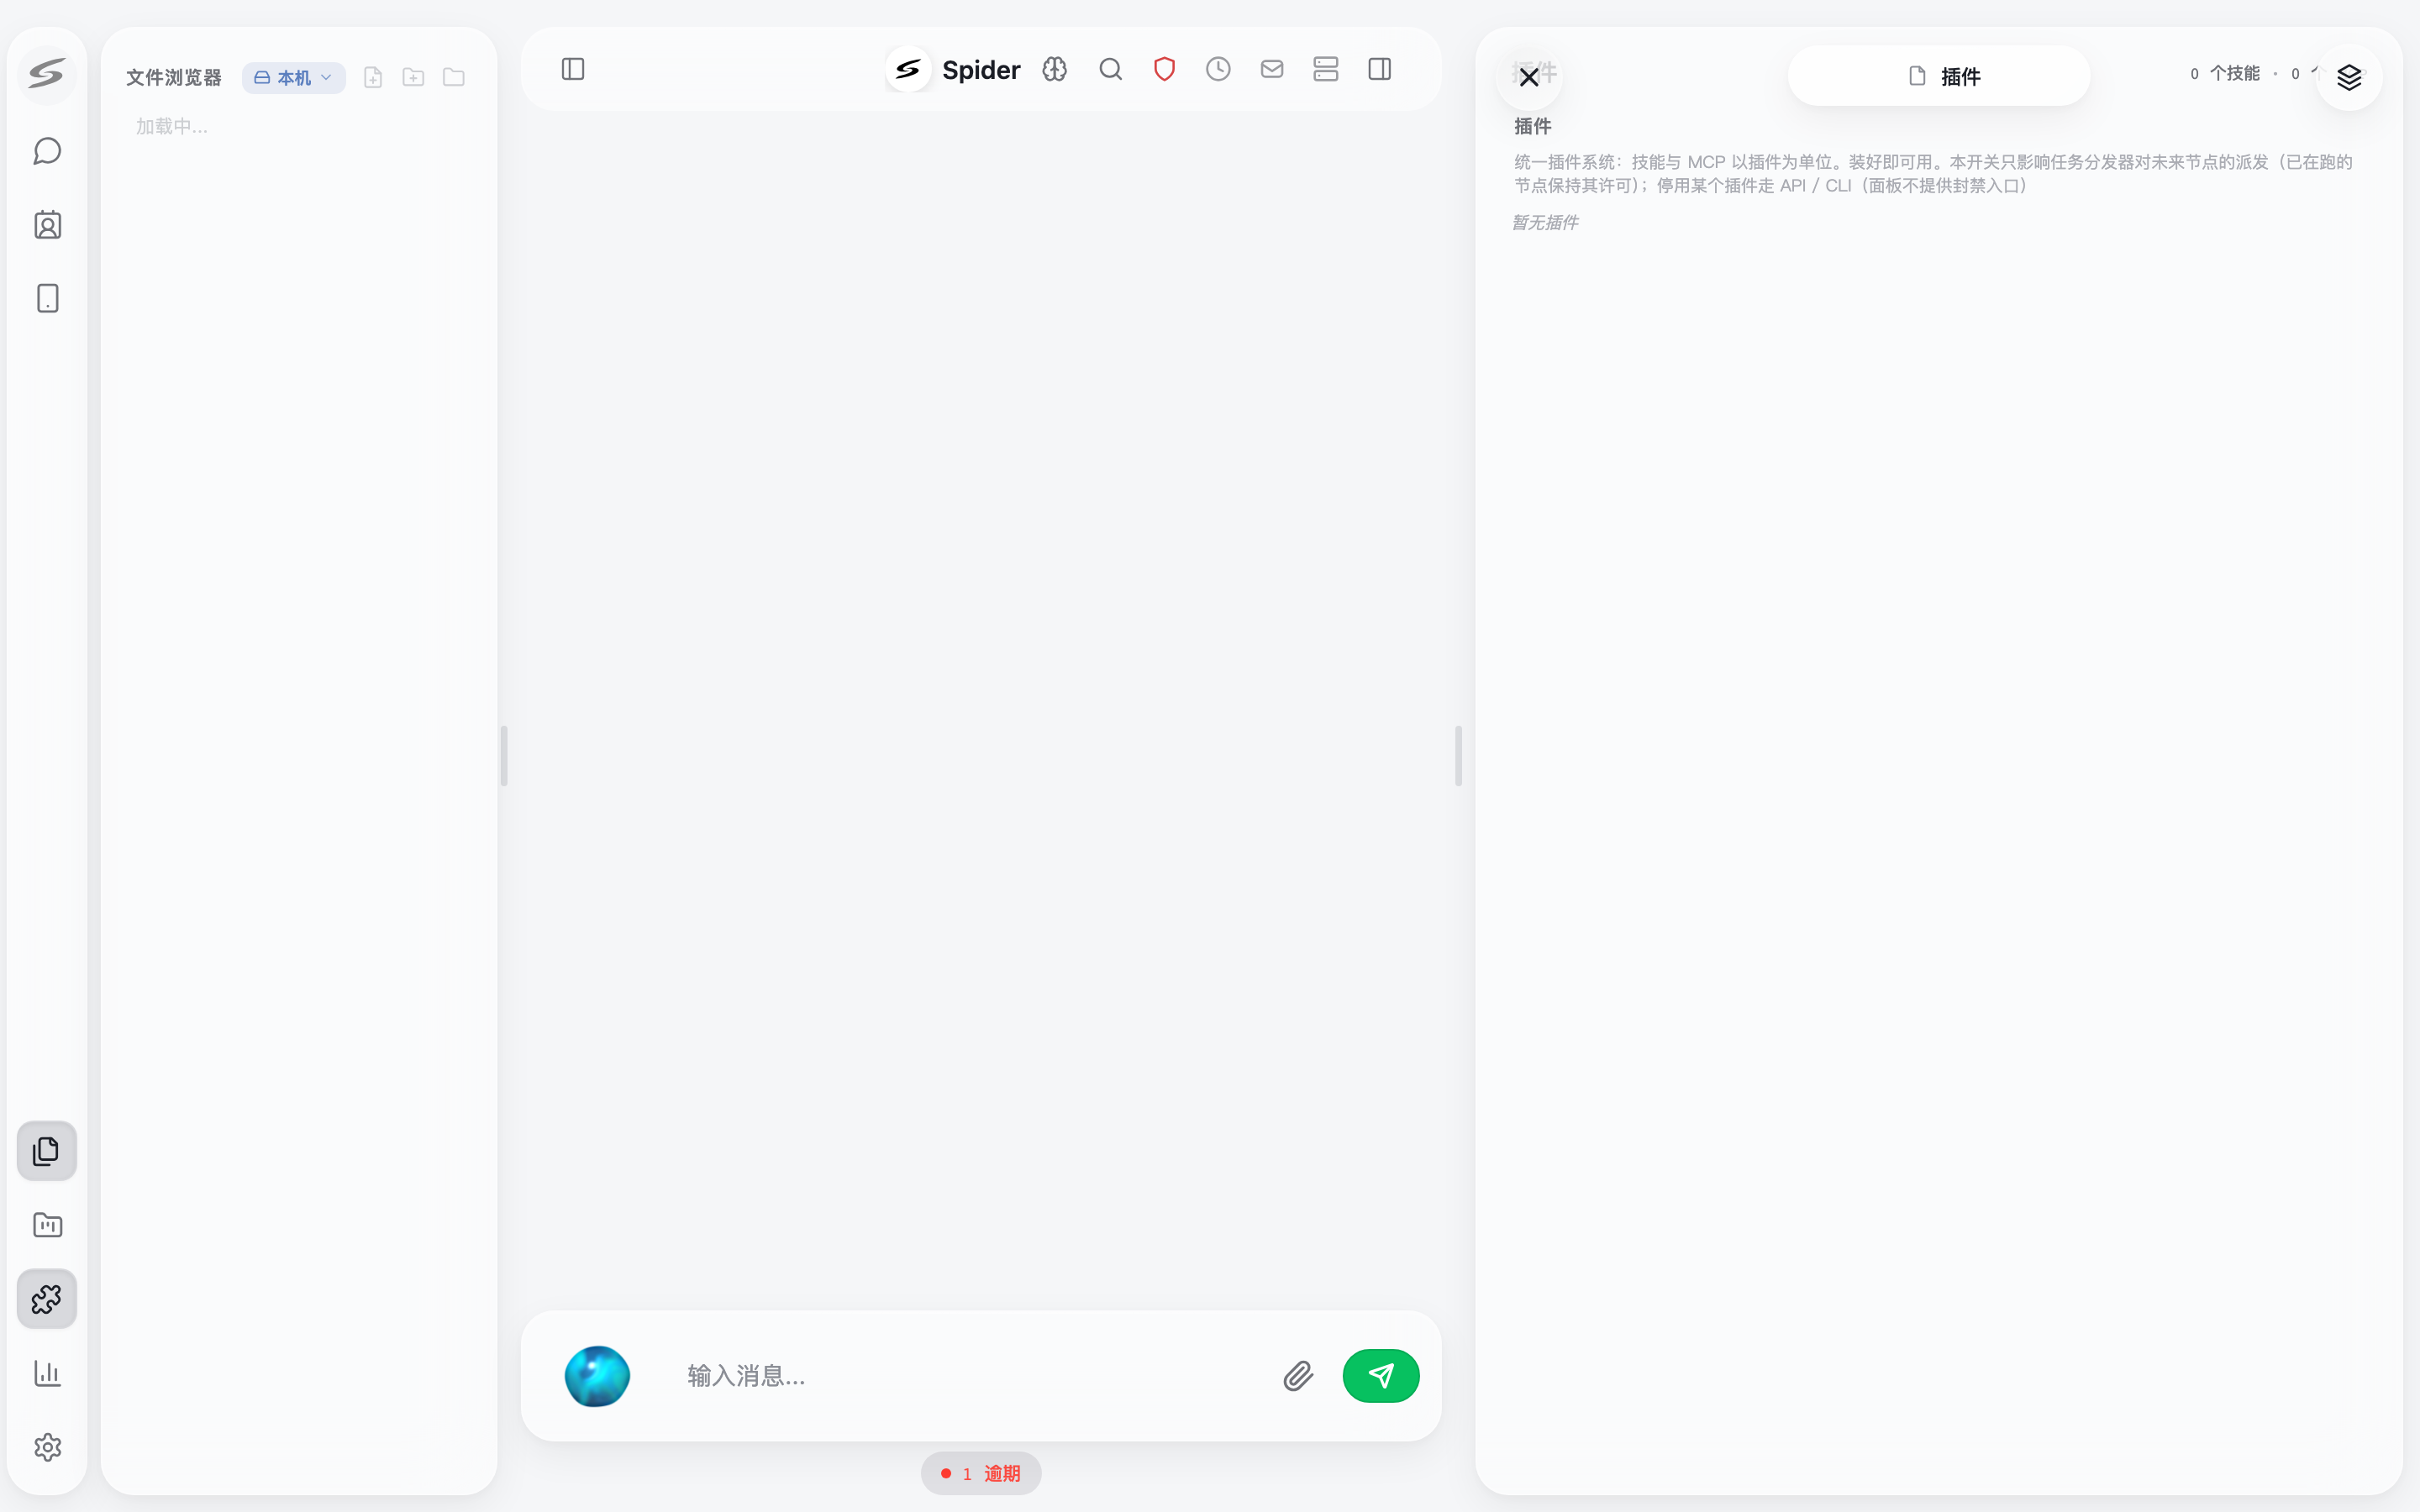 文件浏览器
本机
加载中...
Spider
输入消息...
1 逾期
插件
插件
0 个技能 · 0 个
插件
统一插件系统：技能与 MCP 以插件为单位。装好即可用。本开关只影响任务分发器对未来节点的派发（已在跑的
节点保持其许可）；停用某个插件走 API / CLI（面板不提供封禁入口）
暂无插件